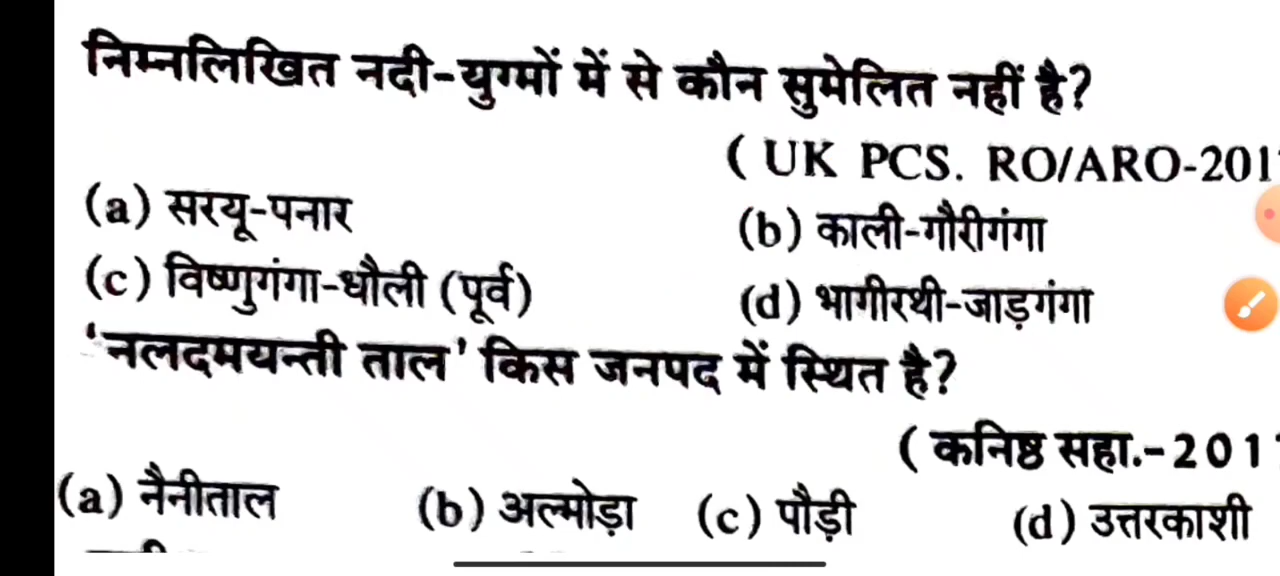 निम्नलिखित नदी-युग्मों में से कौन सुमेलित नहीं है?
( UK PCS. RO/ARO-201
(a) सरयू-पनार (b) काली-गौरीगंगा
(c) विष्णुगंगा-धौली (पूर्व) (d) भागीरथी-जाड़गंगा
‘नलदमयन्ती ताल’ किस जनपद में स्थित है?
( कनिष्ठ सहा.-201
(a) नैनीताल (b) अल्मोड़ा (c) पौड़ी (d) उत्तरकाशी